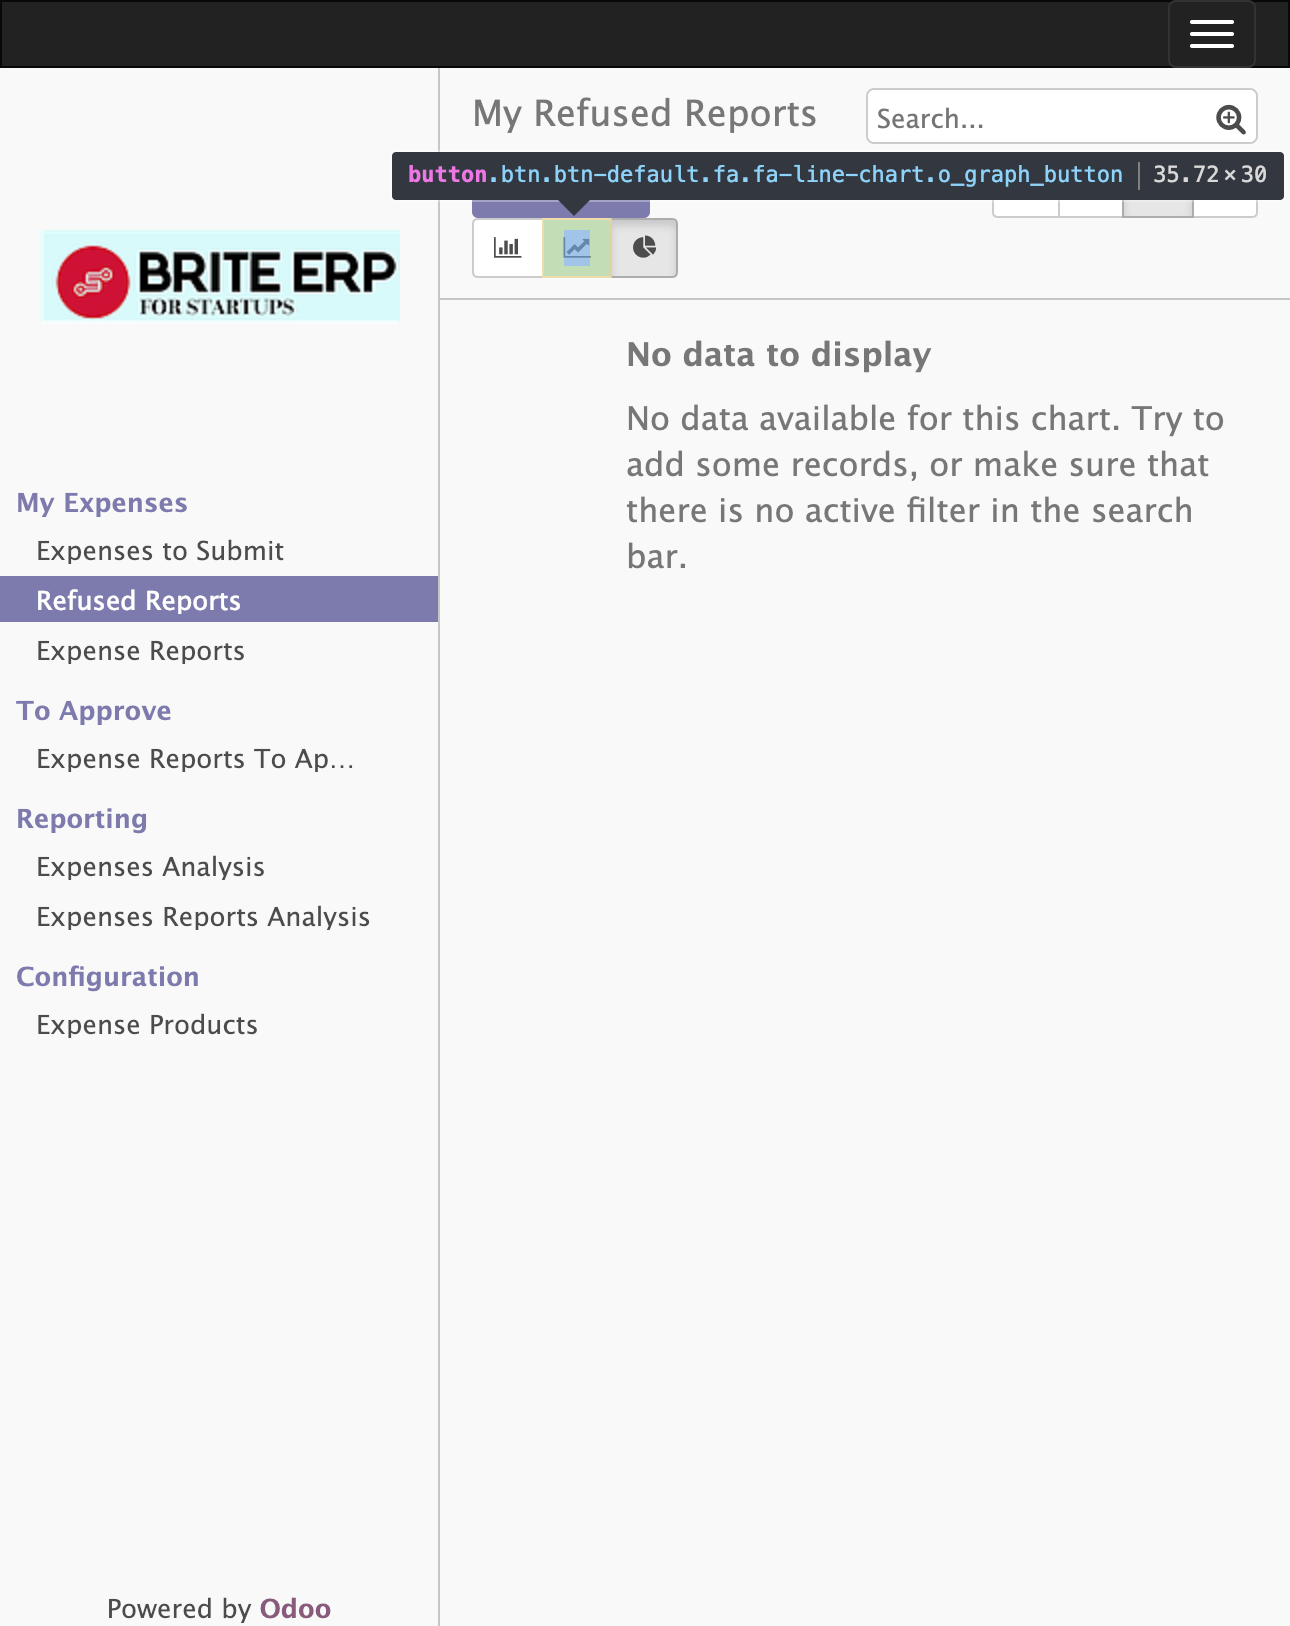 My Refused Reports
Search...
button.btn.btn-default.fa.fa-line-chart.o_graph_button | 35.72×30
BRITE ERP
FOR STARTUPS
No data to display
No data available for this chart. Try to
add some records, or make sure that
there is no active filter in the search
bar.
My Expenses
Expenses to Submit
Refused Reports
Expense Reports
To Approve
Expense Reports To Ap...
Reporting
Expenses Analysis
Expenses Reports Analysis
Configuration
Expense Products
Powered by Odoo